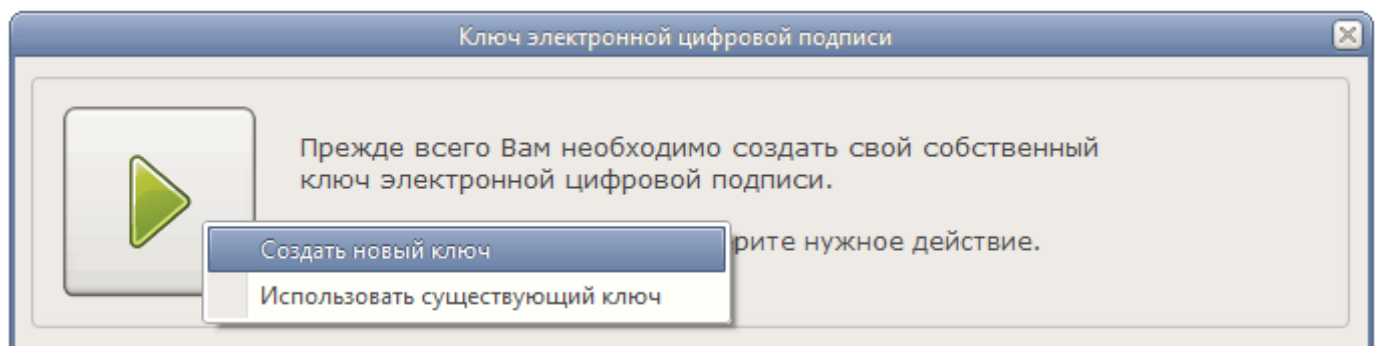 Ключ электронной цифровой подписи
Прежде всего Вам необходимо создать свой собственный
ключ электронной цифровой подписи.
нужное действие.
Создать новый ключ
Использовать существующий ключ